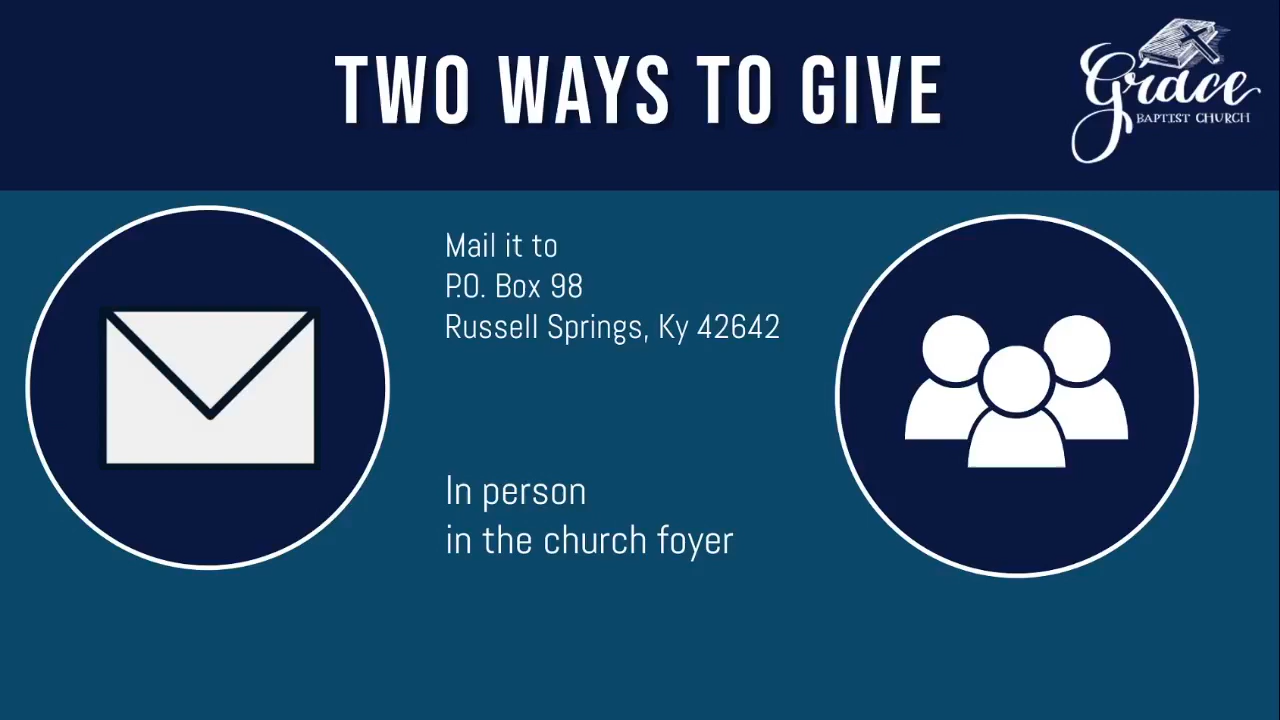 TWO WAYS TO GIVE
Grace
BAPTIST CHURCH
Mail it to
P.O. Box 98
Russell Springs, Ky 42642
In person
in the church foyer